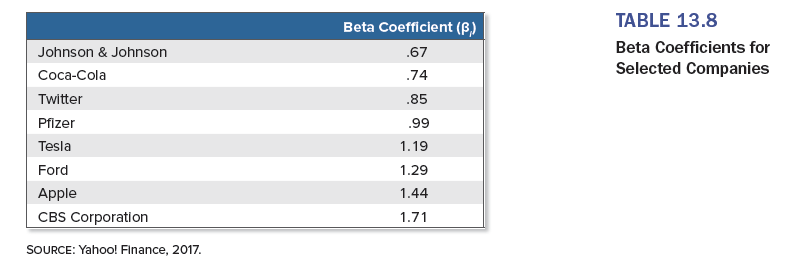 Beta Coefficient (βᵢ)
Johnson & Johnson .67
Coca-Cola .74
Twitter .85
Pfizer .99
Tesla 1.19
Ford 1.29
Apple 1.44
CBS Corporation 1.71
SOURCE: Yahoo! Finance, 2017.
TABLE 13.8
Beta Coefficients for
Selected Companies